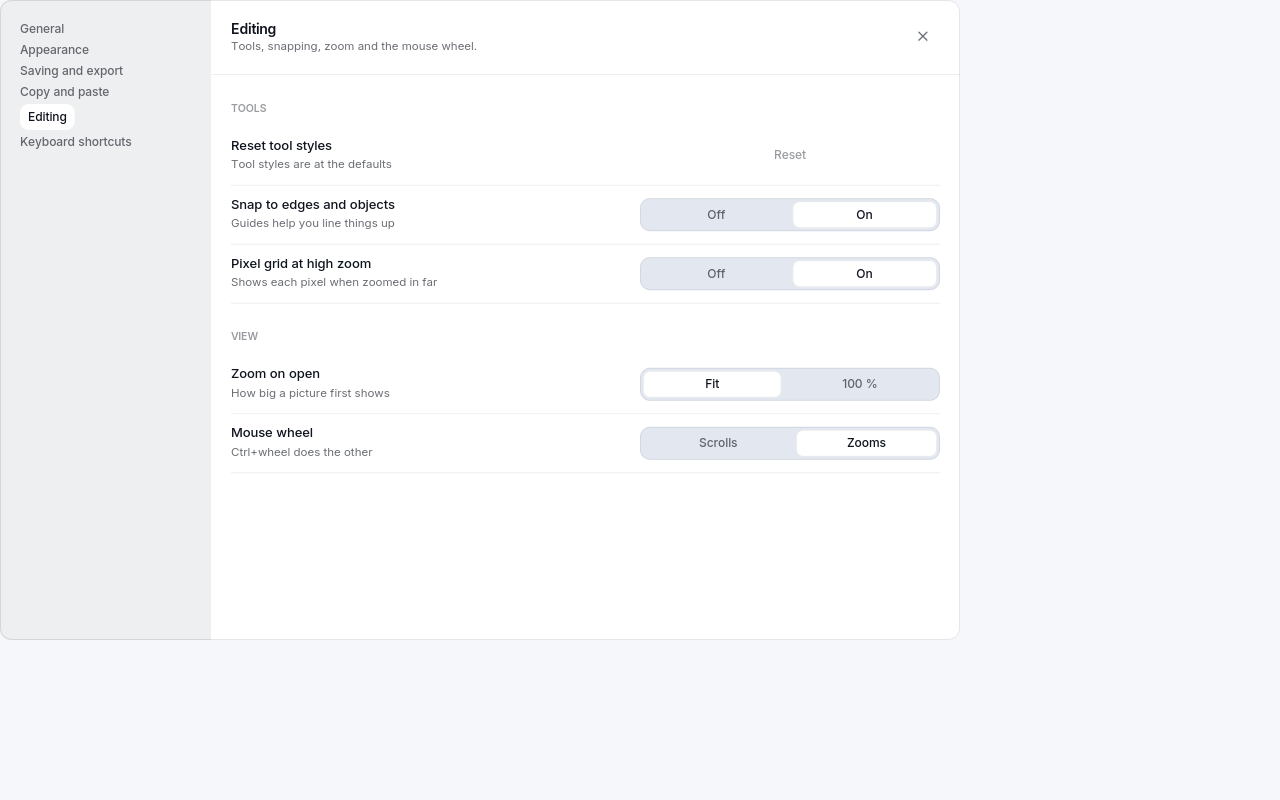 General
Appearance
Saving and export
Copy and paste
Editing
Keyboard shortcuts
Editing
Tools, snapping, zoom and the mouse wheel.
TOOLS
Reset tool styles
Tool styles are at the defaults
Reset
Snap to edges and objects
Guides help you line things up
Off On
Pixel grid at high zoom
Shows each pixel when zoomed in far
Off On
VIEW
Zoom on open
How big a picture first shows
Fit 100 %
Mouse wheel
Ctrl+wheel does the other
Scrolls Zooms